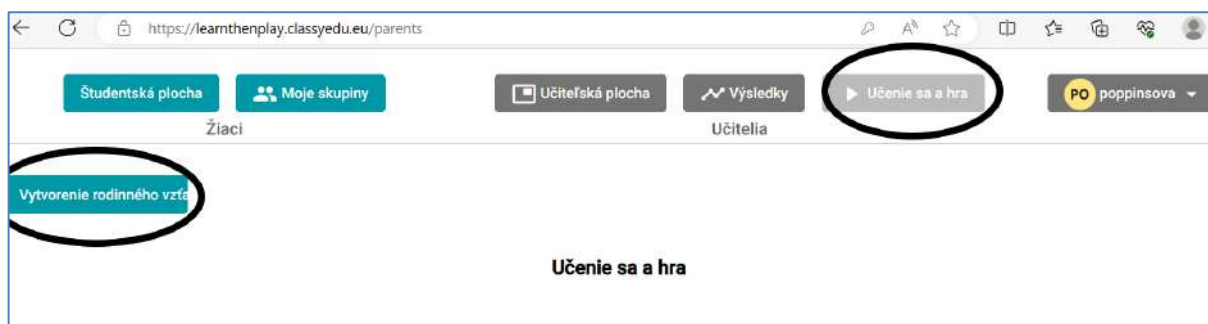 https://learnthenplay.classyedu.eu/parents
Študentská plocha Moje skupiny Učiteľská plocha Výsledky Učenie sa a hra PO poppinsova
Žiaci Učitelia
Vytvorenie rodinného vzťa
Učenie sa a hra